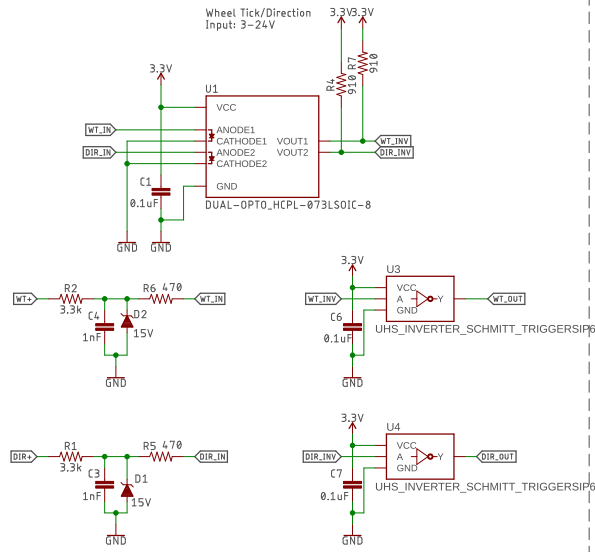 Wheel Tick/Direction
Input: 3-24V
3.3V 3.3V
R4 910
R7 910
3.3V
U1
VCC
WT_IN
ANODE1
CATHODE1
VOUT1
WT_INV
DIR_IN
ANODE2
VOUT2
DIR_INV
CATHODE2
C1
0.1uF
GND
DUAL-OPTO_HCPL-073LSOIC-8
GND GND
WT+
R2
3.3k
R6 470
WT_IN
C4
1nF
D2
15V
GND
3.3V
U3
WT_INV
VCC
A
Y
GND
WT_OUT
C6
0.1uF
UHS_INVERTER_SCHMITT_TRIGGERSIP6
GND
DIR+
R1
3.3k
R5 470
DIR_IN
C3
1nF
D1
15V
GND
3.3V
U4
DIR_INV
VCC
A
Y
GND
DIR_OUT
C7
0.1uF
UHS_INVERTER_SCHMITT_TRIGGERSIP6
GND